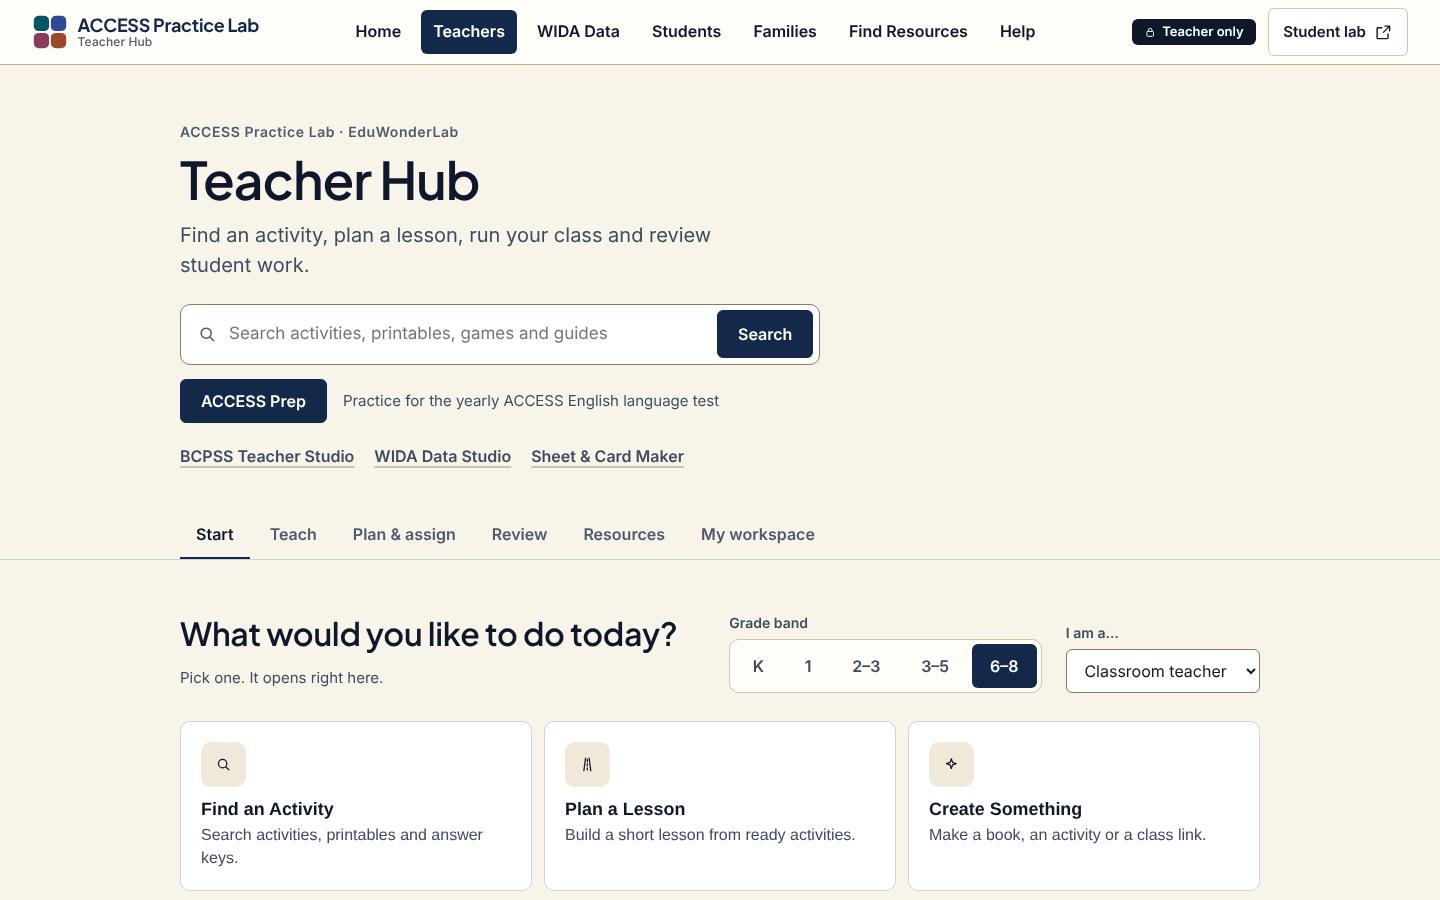 ACCESS Practice Lab
Teacher Hub
Home
Teachers
WIDA Data
Students
Families
Find Resources
Help
Teacher only
Student lab
ACCESS Practice Lab · EduWonderLab
Teacher Hub
Find an activity, plan a lesson, run your class and review
student work.
Search activities, printables, games and guides
Search
ACCESS Prep
Practice for the yearly ACCESS English language test
BCPSS Teacher Studio
WIDA Data Studio
Sheet & Card Maker
Start
Teach
Plan & assign
Review
Resources
My workspace
What would you like to do today?
Pick one. It opens right here.
Grade band
K
1
2–3
3–5
6–8
I am a...
Classroom teacher
Find an Activity
Search activities, printables and answer
keys.
Plan a Lesson
Build a short lesson from ready activities.
Create Something
Make a book, an activity or a class link.